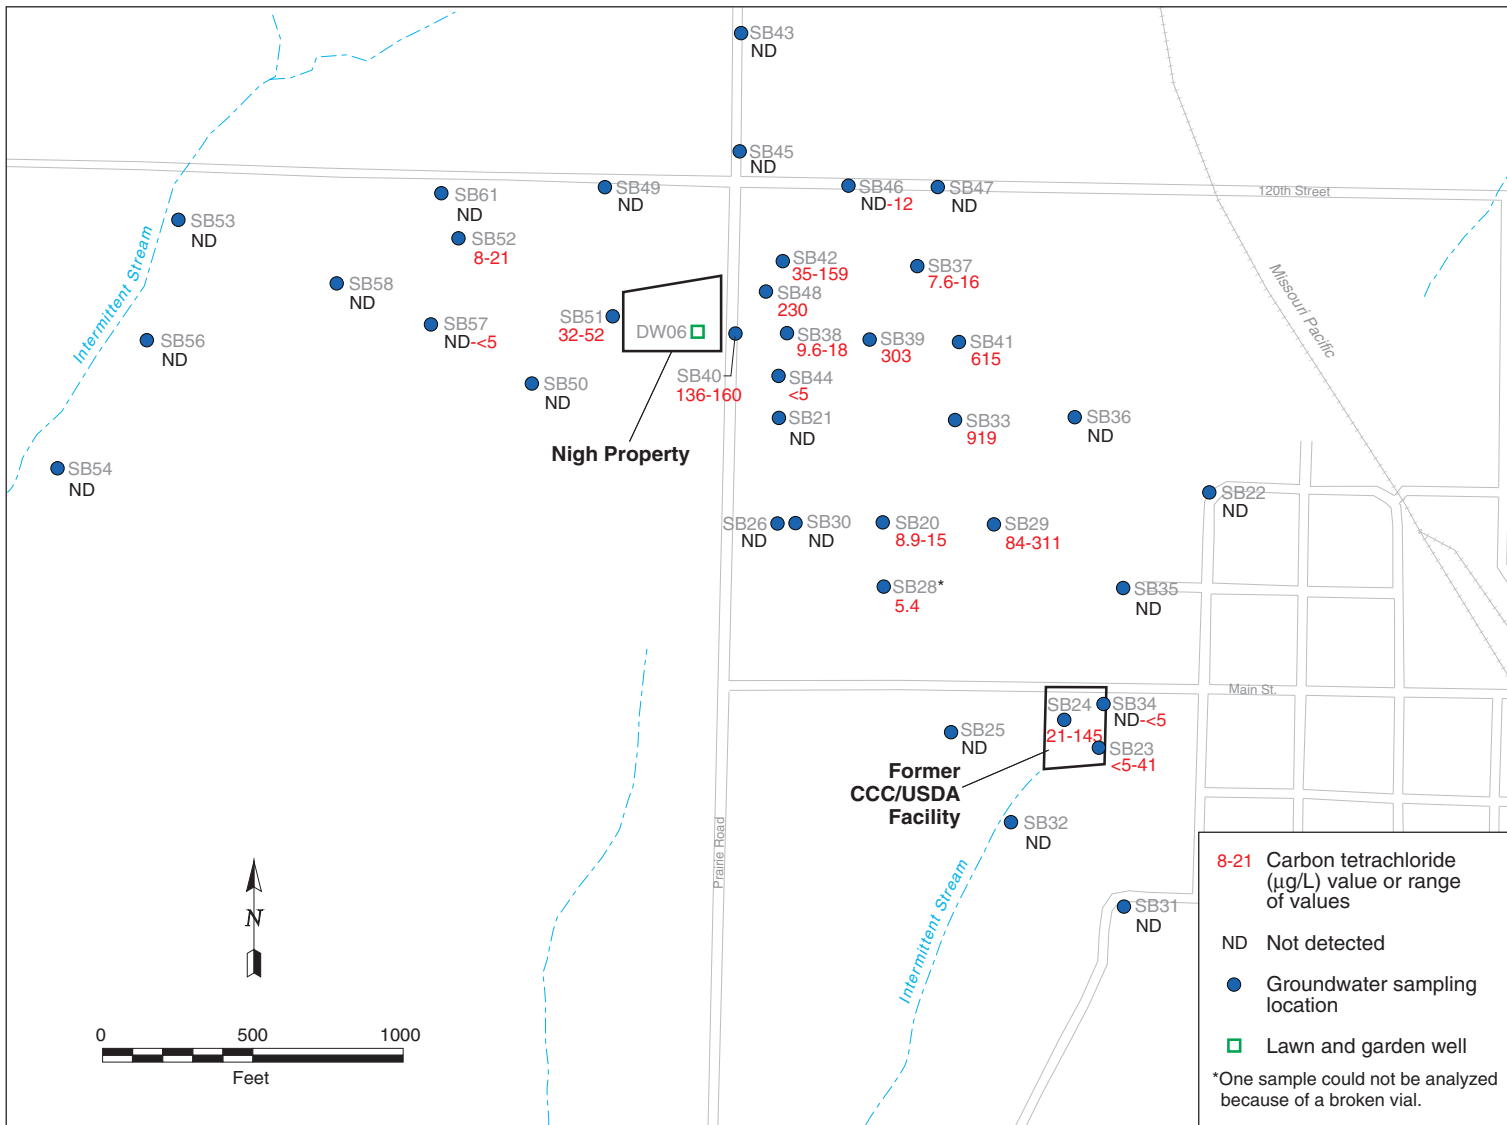 SB43
ND
SB45
ND
SB61
ND
SB49
ND
SB46
ND-12
SB47
ND
120th Street
SB53
ND
SB52
8-21
Intermittent Stream
SB58
ND
SB42
35-159
SB37
7.6-16
SB48
230
Missouri Pacific
SB56
ND
SB57
ND-<5
SB51
32-52
DW06
SB38
9.6-18
SB39
303
SB41
615
SB40
136-160
SB44
<5
SB50
ND
SB21
ND
SB33
919
SB36
ND
Nigh Property
SB54
ND
SB22
ND
SB26
ND
SB30
ND
SB20
8.9-15
SB29
84-311
SB28*
5.4
SB35
ND
Main St.
SB24
21-145
SB34
ND-<5
SB25
ND
SB23
<5-41
Former
CCC/USDA
Facility
SB32
ND
Prairie Road
Intermittent Stream
SB31
ND
N
0 500 1000
Feet
8-21 Carbon tetrachloride
(μg/L) value or range
of values
ND Not detected
Groundwater sampling
location
Lawn and garden well
*One sample could not be analyzed
because of a broken vial.